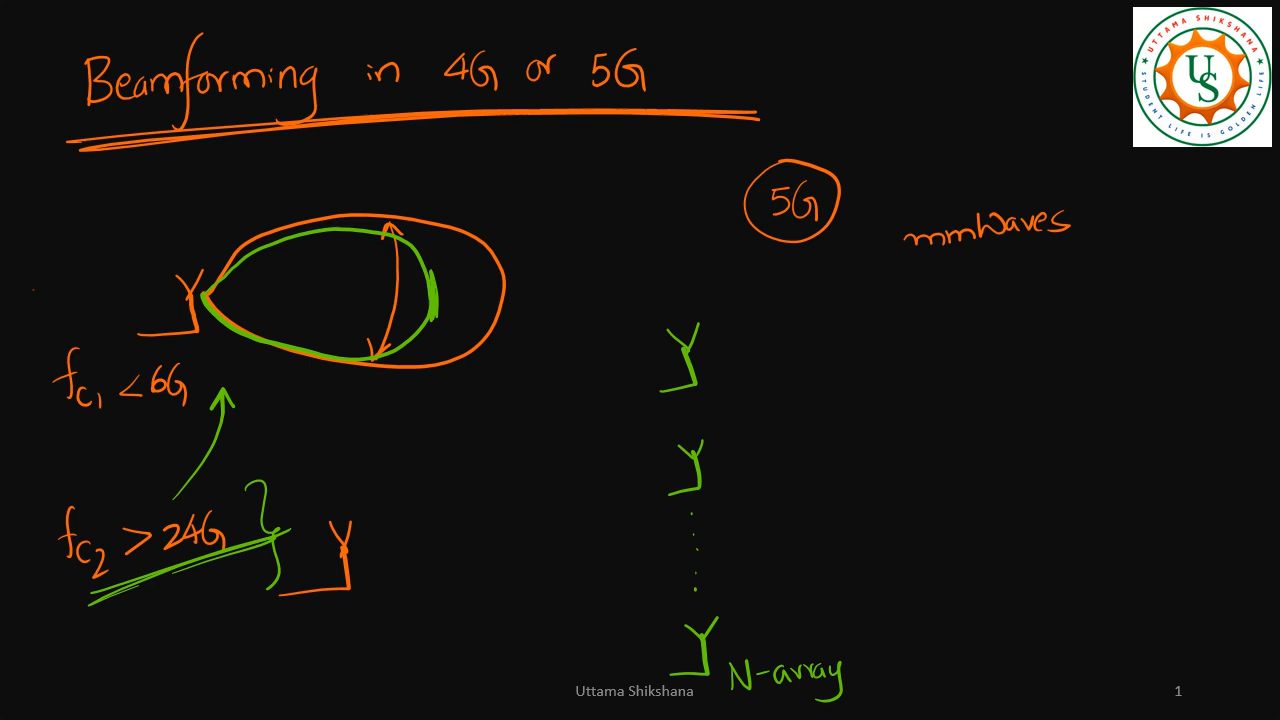 Beamforming in 4G or 5G
UTTAMA SHIKSHANA
US
STUDENT LIFE IS GOLDEN LIFE
5G
mmWaves
fc1 < 6G
fc2 > 24G
N-array
Uttama Shikshana
1